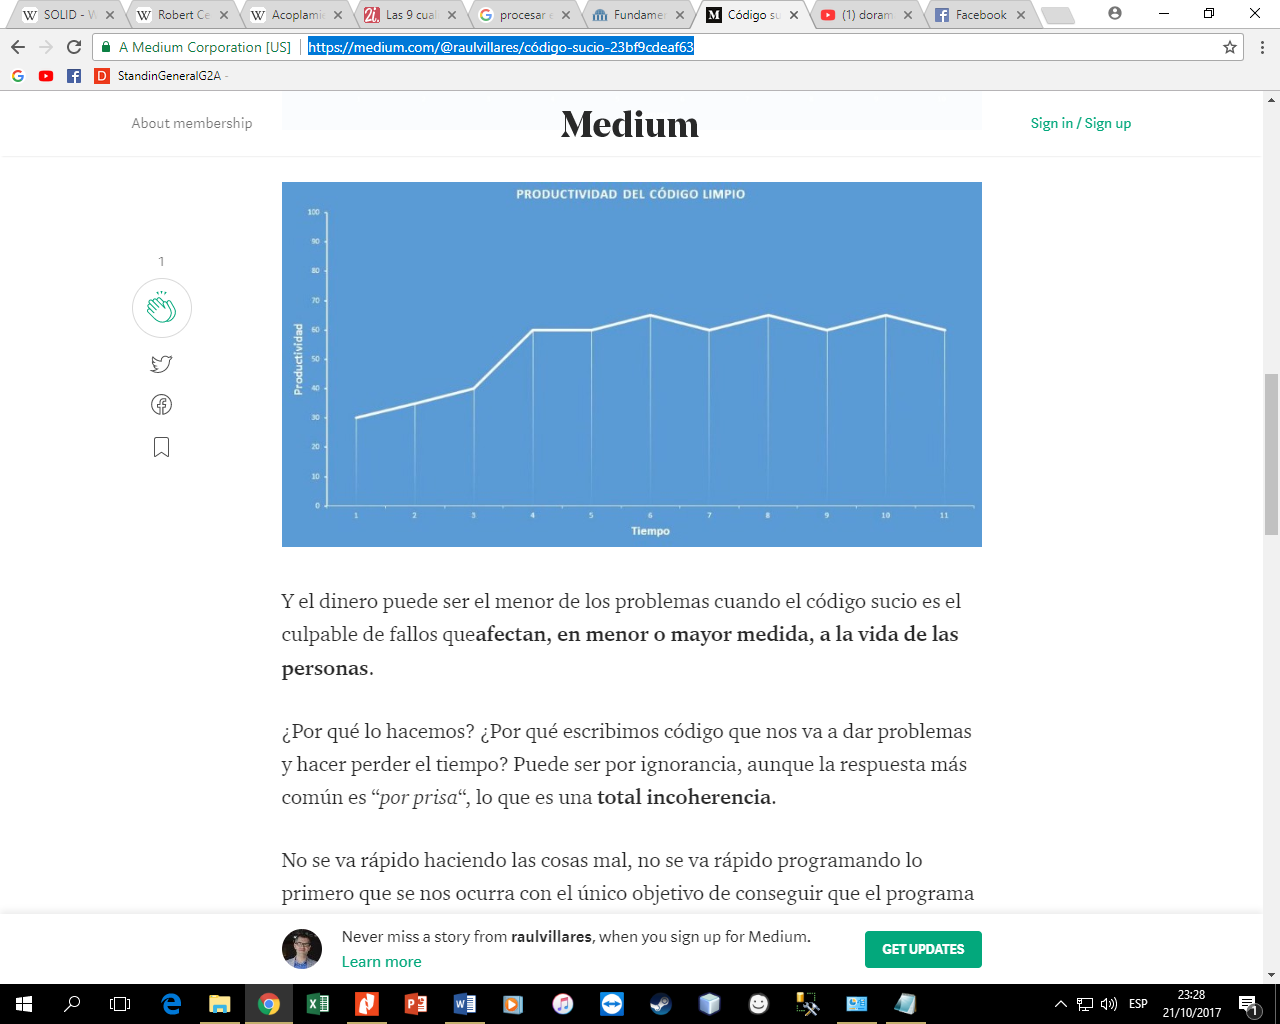 SOLID - W
Robert Ce
Acoplami
Las 9 cual
procesar e
Fundamer
Código su
(1) doram
Facebook
A Medium Corporation [US]
https://medium.com/@raulvillares/código-sucio-23bf9cdeaf63
StandinGeneralG2A -
About membership
Medium
Sign in / Sign up
PRODUCTIVIDAD DEL CÓDIGO LIMPIO
100
90
80
70
60
50
40
30
20
10
0
Productividad
1 2 3 4 5 6 7 8 9 10 11
Tiempo
1
Y el dinero puede ser el menor de los problemas cuando el código sucio es el
culpable de fallos queafectan, en menor o mayor medida, a la vida de las
personas.
¿Por qué lo hacemos? ¿Por qué escribimos código que nos va a dar problemas
y hacer perder el tiempo? Puede ser por ignorancia, aunque la respuesta más
común es “por prisa“, lo que es una total incoherencia.
No se va rápido haciendo las cosas mal, no se va rápido programando lo
primero que se nos ocurra con el único objetivo de conseguir que el programa
Never miss a story from raulvillares, when you sign up for Medium.
Learn more
GET UPDATES
ESP
23:28
21/10/2017
1